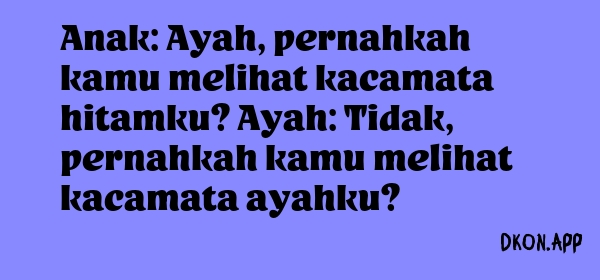 Anak: Ayah, pernahkah
kamu melihat kacamata
hitamku? Ayah: Tidak,
pernahkah kamu melihat
kacamata ayahku?
DKON.APP